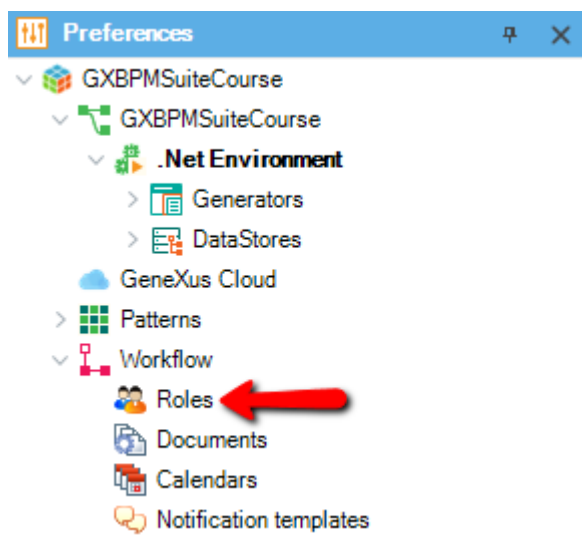 Preferences
GXBPMSuiteCourse
GXBPMSuiteCourse
.Net Environment
Generators
DataStores
GeneXus Cloud
Patterns
Workflow
Roles
Documents
Calendars
Notification templates